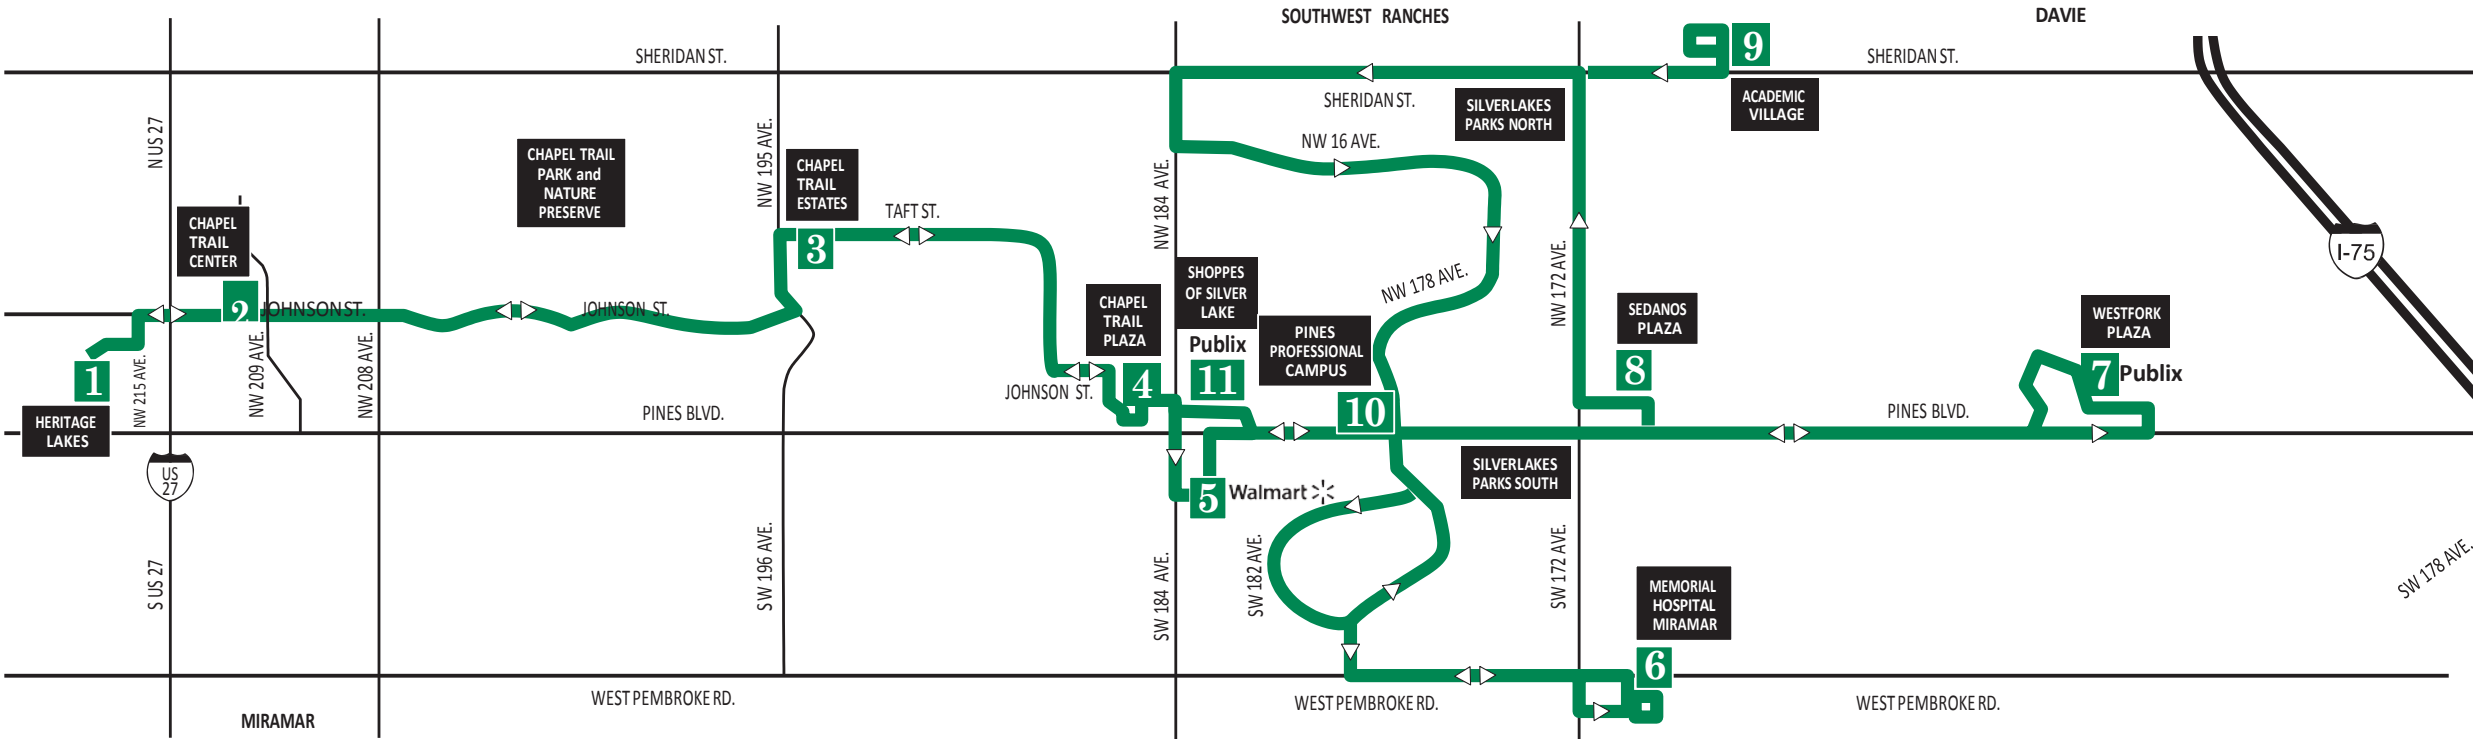 SOUTHWEST RANCHES
DAVIE
SHERIDAN ST.
9
SHERIDAN ST.
SHERIDAN ST.
ACADEMIC
VILLAGE
SILVERLAKES
PARKS NORTH
N US 27
NW 195 AVE.
NW 184 AVE.
NW 16 AVE.
CHAPEL TRAIL
PARK and
NATURE
PRESERVE
CHAPEL
TRAIL
ESTATES
3
TAFT ST.
CHAPEL
TRAIL
CENTER
2
JOHNSON ST.
JOHNSON ST.
NW 178 AVE.
NW 172 AVE.
I-75
SHOPPES
OF SILVER
LAKE
Publix
11
CHAPEL
TRAIL
PLAZA
4
PINES
PROFESSIONAL
CAMPUS
10
SEDANOS
PLAZA
8
WESTFORK
PLAZA
7
Publix
1
HERITAGE
LAKES
NW 215 AVE.
NW 209 AVE.
NW 208 AVE.
JOHNSON ST.
PINES BLVD.
PINES BLVD.
US
27
S US 27
SW 196 AVE.
SW 184 AVE.
5
Walmart
SILVERLAKES
PARKS SOUTH
SW 182 AVE.
SW 172 AVE.
SW 178 AVE.
MEMORIAL
HOSPITAL
MIRAMAR
6
WEST PEMBROKE RD.
WEST PEMBROKE RD.
WEST PEMBROKE RD.
MIRAMAR